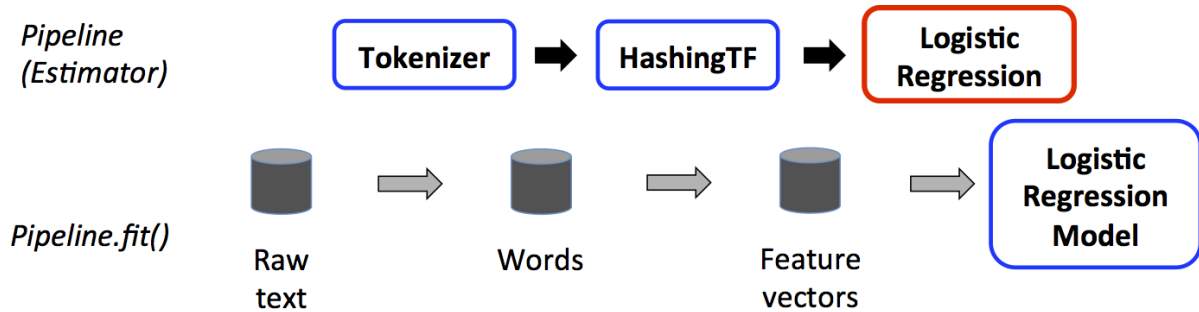 Pipeline
(Estimator)
Tokenizer
HashingTF
Logistic
Regression
Pipeline.fit()
Raw
text
Words
Feature
vectors
Logistic
Regression
Model